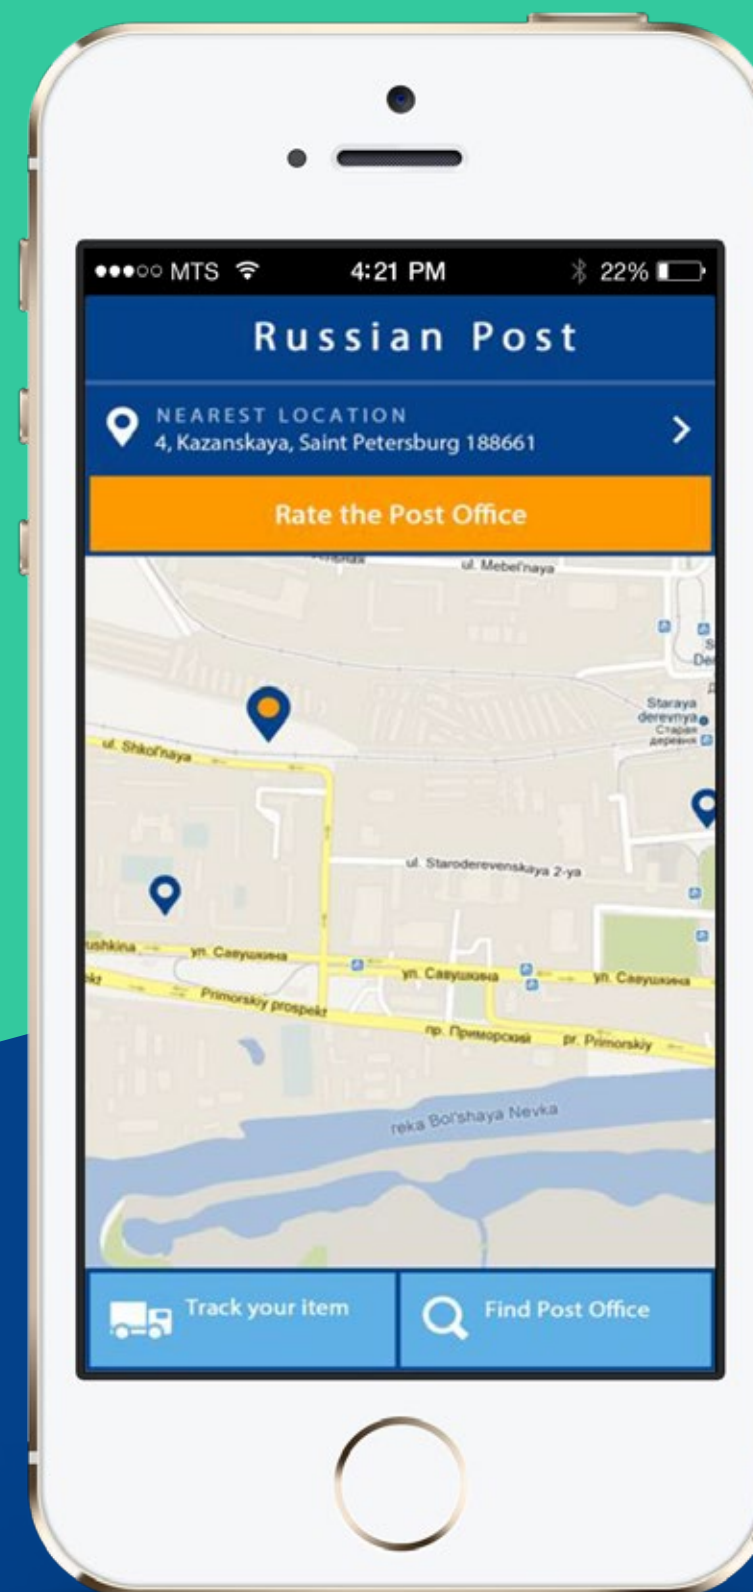 MTS 4:21 PM 22%
Russian Post
NEAREST LOCATION
4, Kazanskaya, Saint Petersburg 188661
Rate the Post Office
ul. Mebel'naya
Staraya
derevnya
Старая
деревня
ul. Shkol'naya
ul. Staroderevenskaya 2-ya
ushkina
ул. Савушкина
ул. Савушкина
ул. Савушкина
Primorskiy prospekt
пр. Приморский
pr. Primorskiy
reka Bol'shaya Nevka
Track your item
Find Post Office